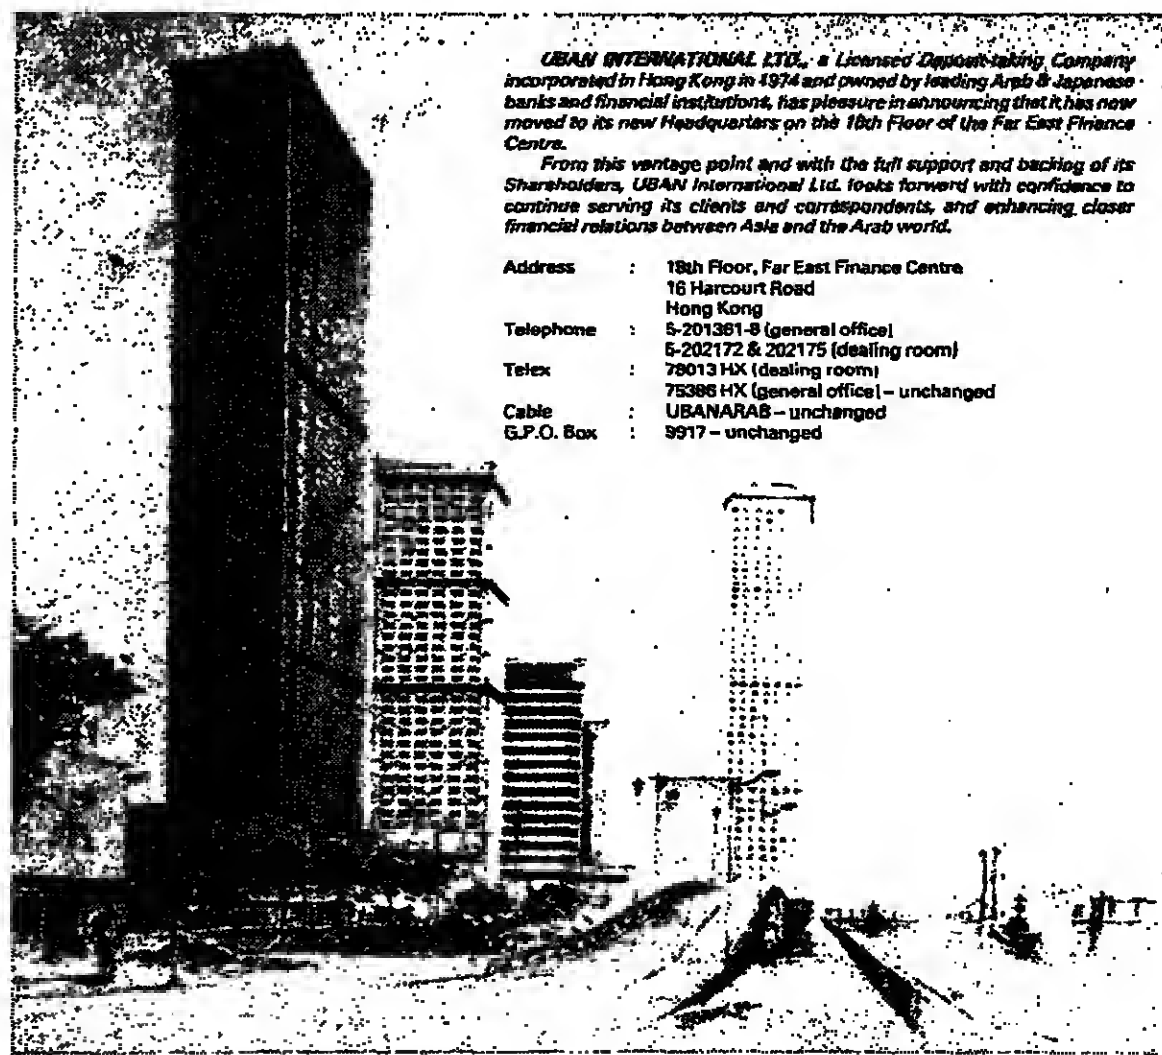 UBAN INTERNATIONAL LTD., a Licensed Deposit-taking Company
incorporated in Hong Kong in 1974 and owned by leading Arab & Japanese
banks and financial institutions, has pleasure in announcing that it has now
moved to its new Headquarters on the 18th Floor of the Far East Finance
Centre.
From this vantage point and with the full support and backing of its
Shareholders, UBAN International Ltd. looks forward with confidence to
continue serving its clients and correspondents, and enhancing closer
financial relations between Asia and the Arab world.
Address : 18th Floor, Far East Finance Centre
16 Harcourt Road
Hong Kong
Telephone : 5-201361-8 (general office)
5-202172 & 202175 (dealing room)
Telex : 78013 HX (dealing room)
75386 HX (general office) – unchanged
Cable : UBANARAB – unchanged
G.P.O. Box : 9917 – unchanged